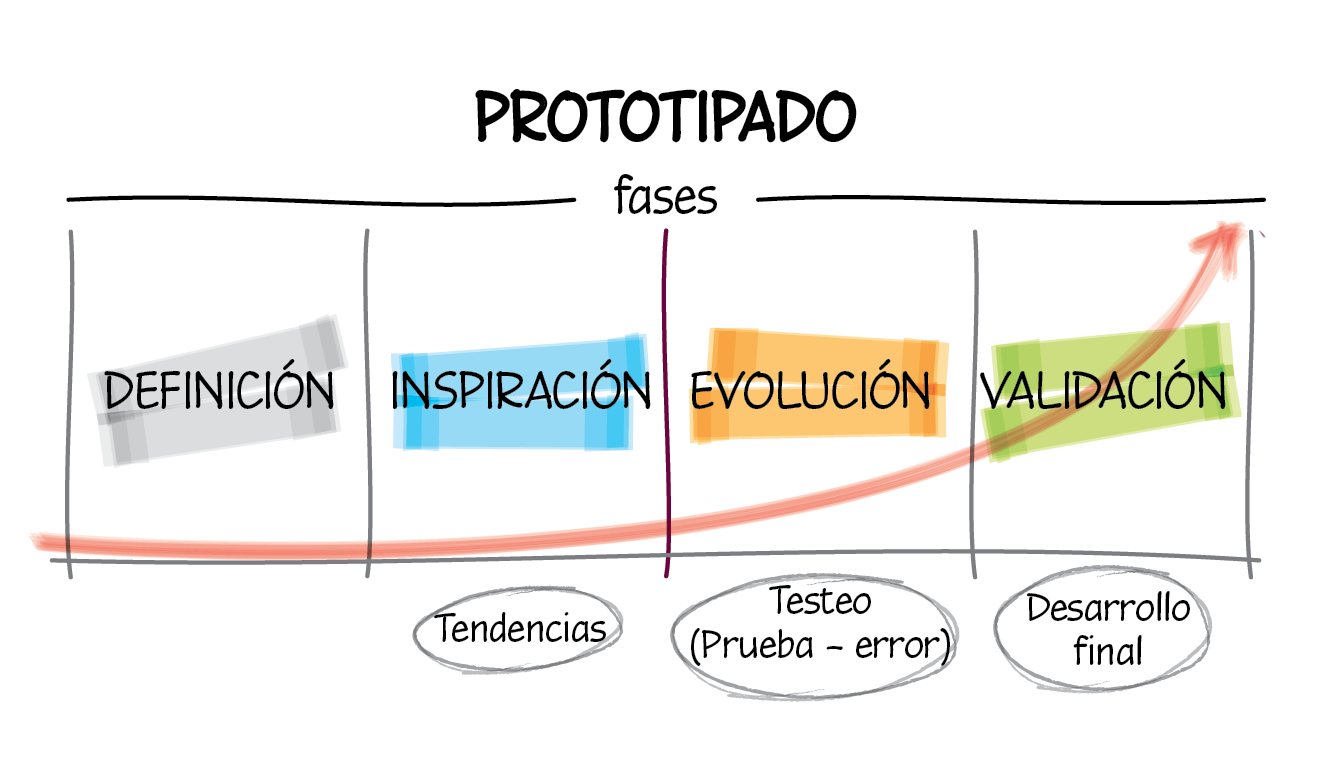 PROTOTIPADO
fases
DEFINICIÓN
INSPIRACIÓN
EVOLUCIÓN
VALIDACIÓN
Tendencias
Testeo
(Prueba - error)
Desarrollo
final